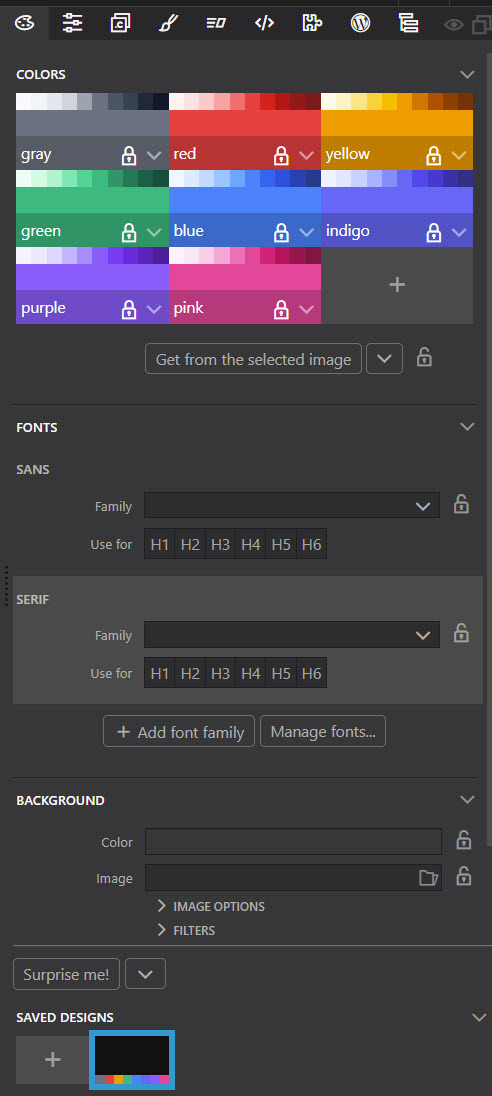 COLORS
gray red yellow
green blue indigo
purple pink
Get from the selected image
FONTS
SANS
Family
Use for H1 H2 H3 H4 H5 H6
SERIF
Family
Use for H1 H2 H3 H4 H5 H6
+ Add font family Manage fonts...
BACKGROUND
Color
Image
IMAGE OPTIONS
FILTERS
Surprise me!
SAVED DESIGNS